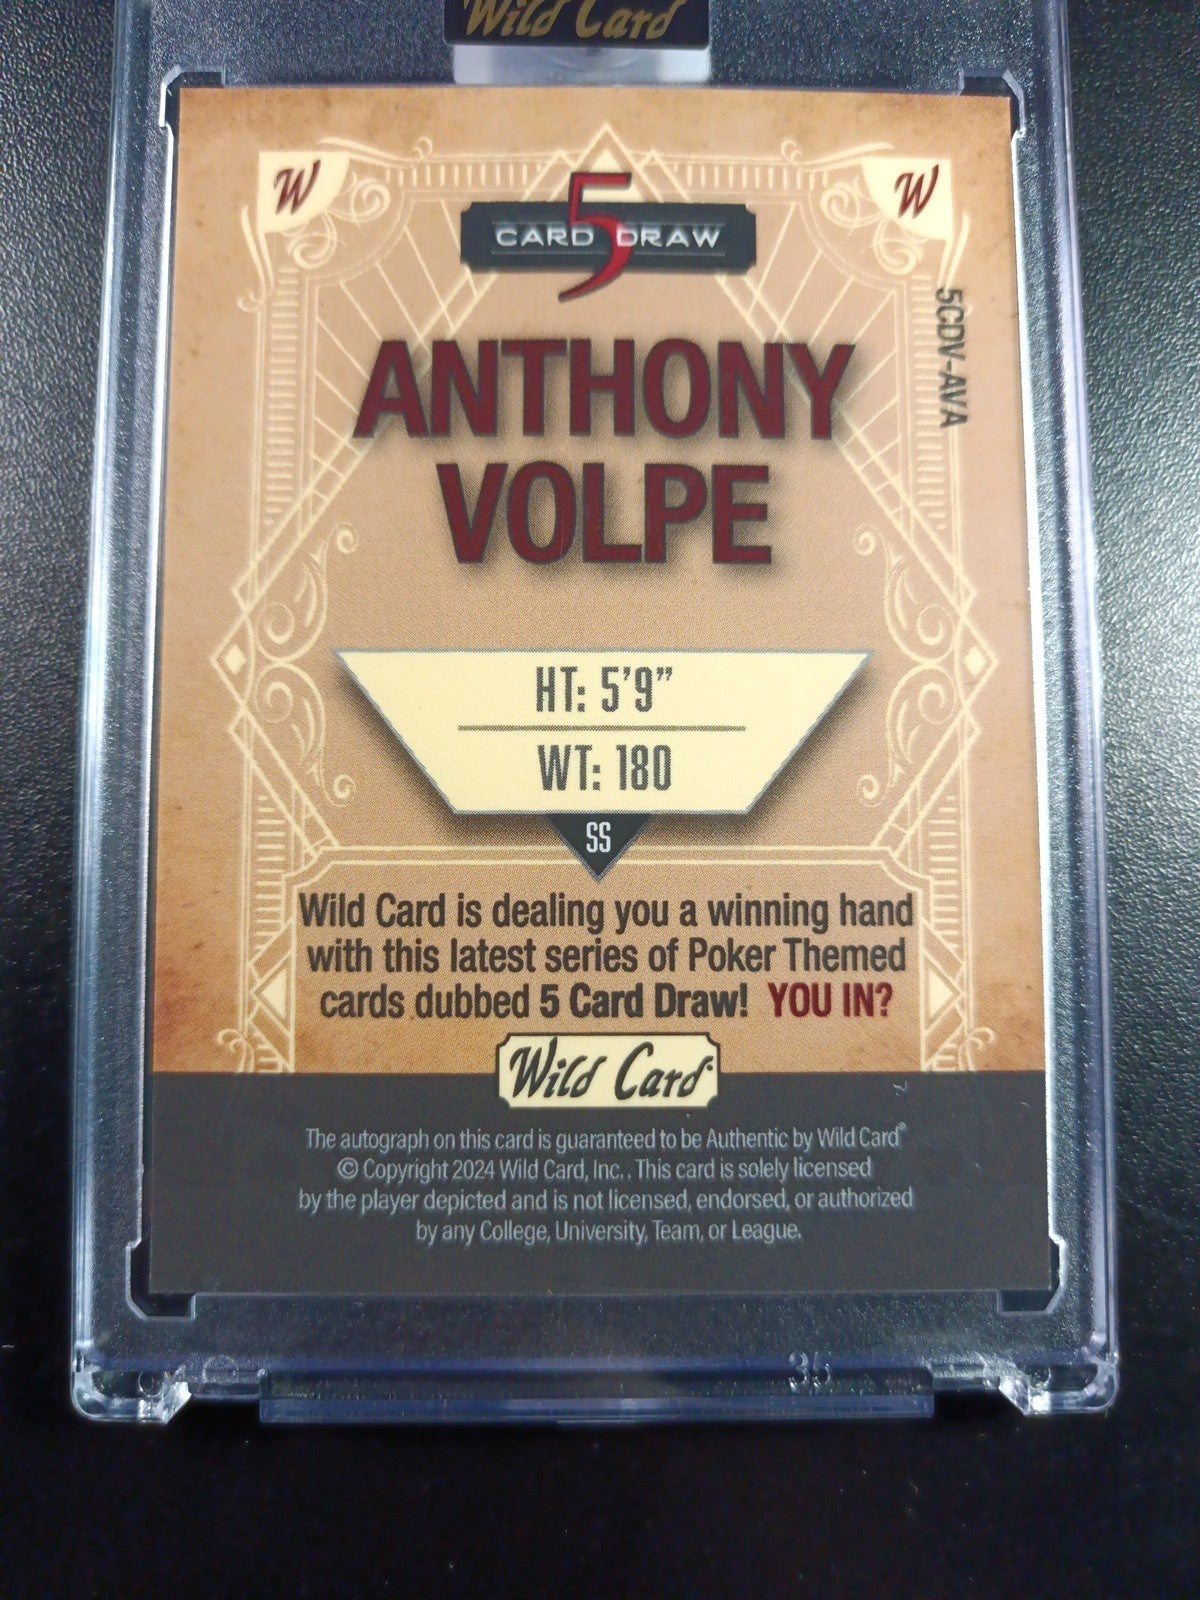 Wild Card
W
W
5
CARD DRAW
5CDV-AVA
ANTHONY
VOLPE
HT: 5'9"
WT: 180
SS
Wild Card is dealing you a winning hand
with this latest series of Poker Themed
cards dubbed 5 Card Draw! YOU IN?
Wild Card
The autograph on this card is guaranteed to be Authentic by Wild Card®
© Copyright 2024 Wild Card, Inc.. This card is solely licensed
by the player depicted and is not licensed, endorsed, or authorized
by any College, University, Team, or League.
35